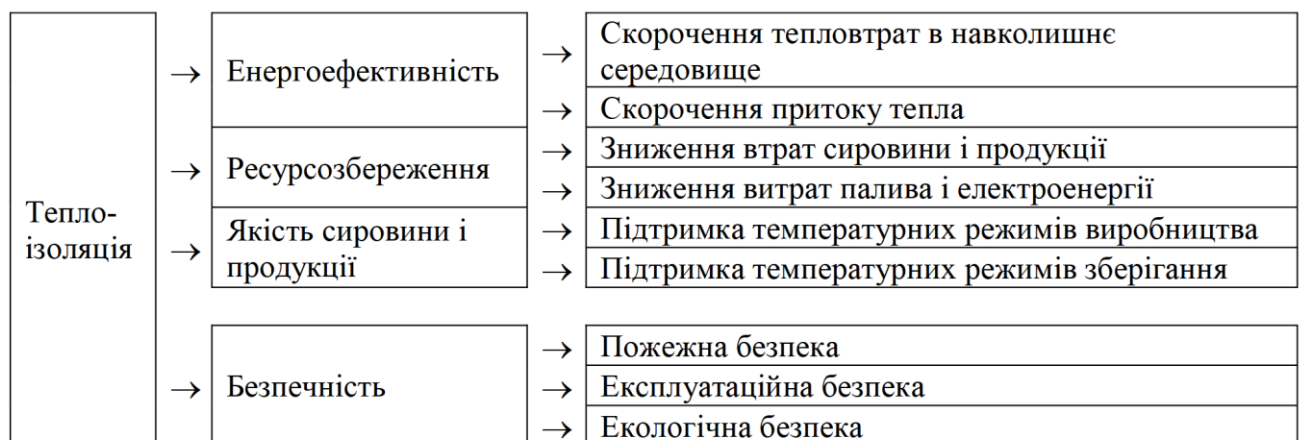 Тепло-
ізоляція
→ Енергоефективність
→ Скорочення тепловтрат в навколишнє
середовище
→ Скорочення притоку тепла
→ Ресурсозбереження
→ Зниження втрат сировини і продукції
→ Зниження витрат палива і електроенергії
→ Якість сировини і
продукції
→ Підтримка температурних режимів виробництва
→ Підтримка температурних режимів зберігання
→ Безпечність
→ Пожежна безпека
→ Експлуатаційна безпека
→ Екологічна безпека